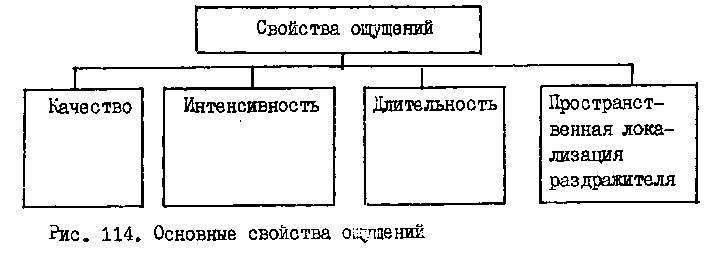 Свойства ощущений
Качество
Интенсивность
Длительность
Пространст-
венная лока-
лизация
раздражителя
Рис. 114. Основные свойства ощущений